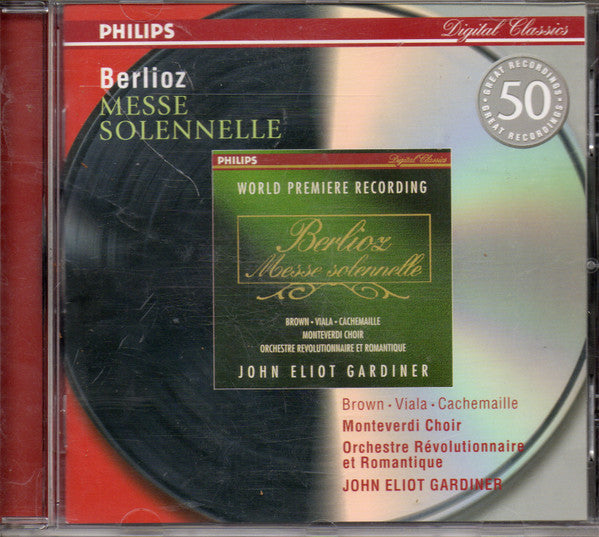 PHILIPS
Digital Classics
Berlioz
MESSE
SOLENNELLE
GREAT RECORDINGS
50
GREAT RECORDINGS
PHILIPS
Digital Classics
WORLD PREMIERE RECORDING
Berlioz
Messe solennelle
BROWN · VIALA · CACHEMAILLE
MONTEVERDI CHOIR
ORCHESTRE REVOLUTIONNAIRE ET ROMANTIQUE
JOHN ELIOT GARDINER
Brown · Viala · Cachemaille
Monteverdi Choir
Orchestre Révolutionnaire
et Romantique
JOHN ELIOT GARDINER